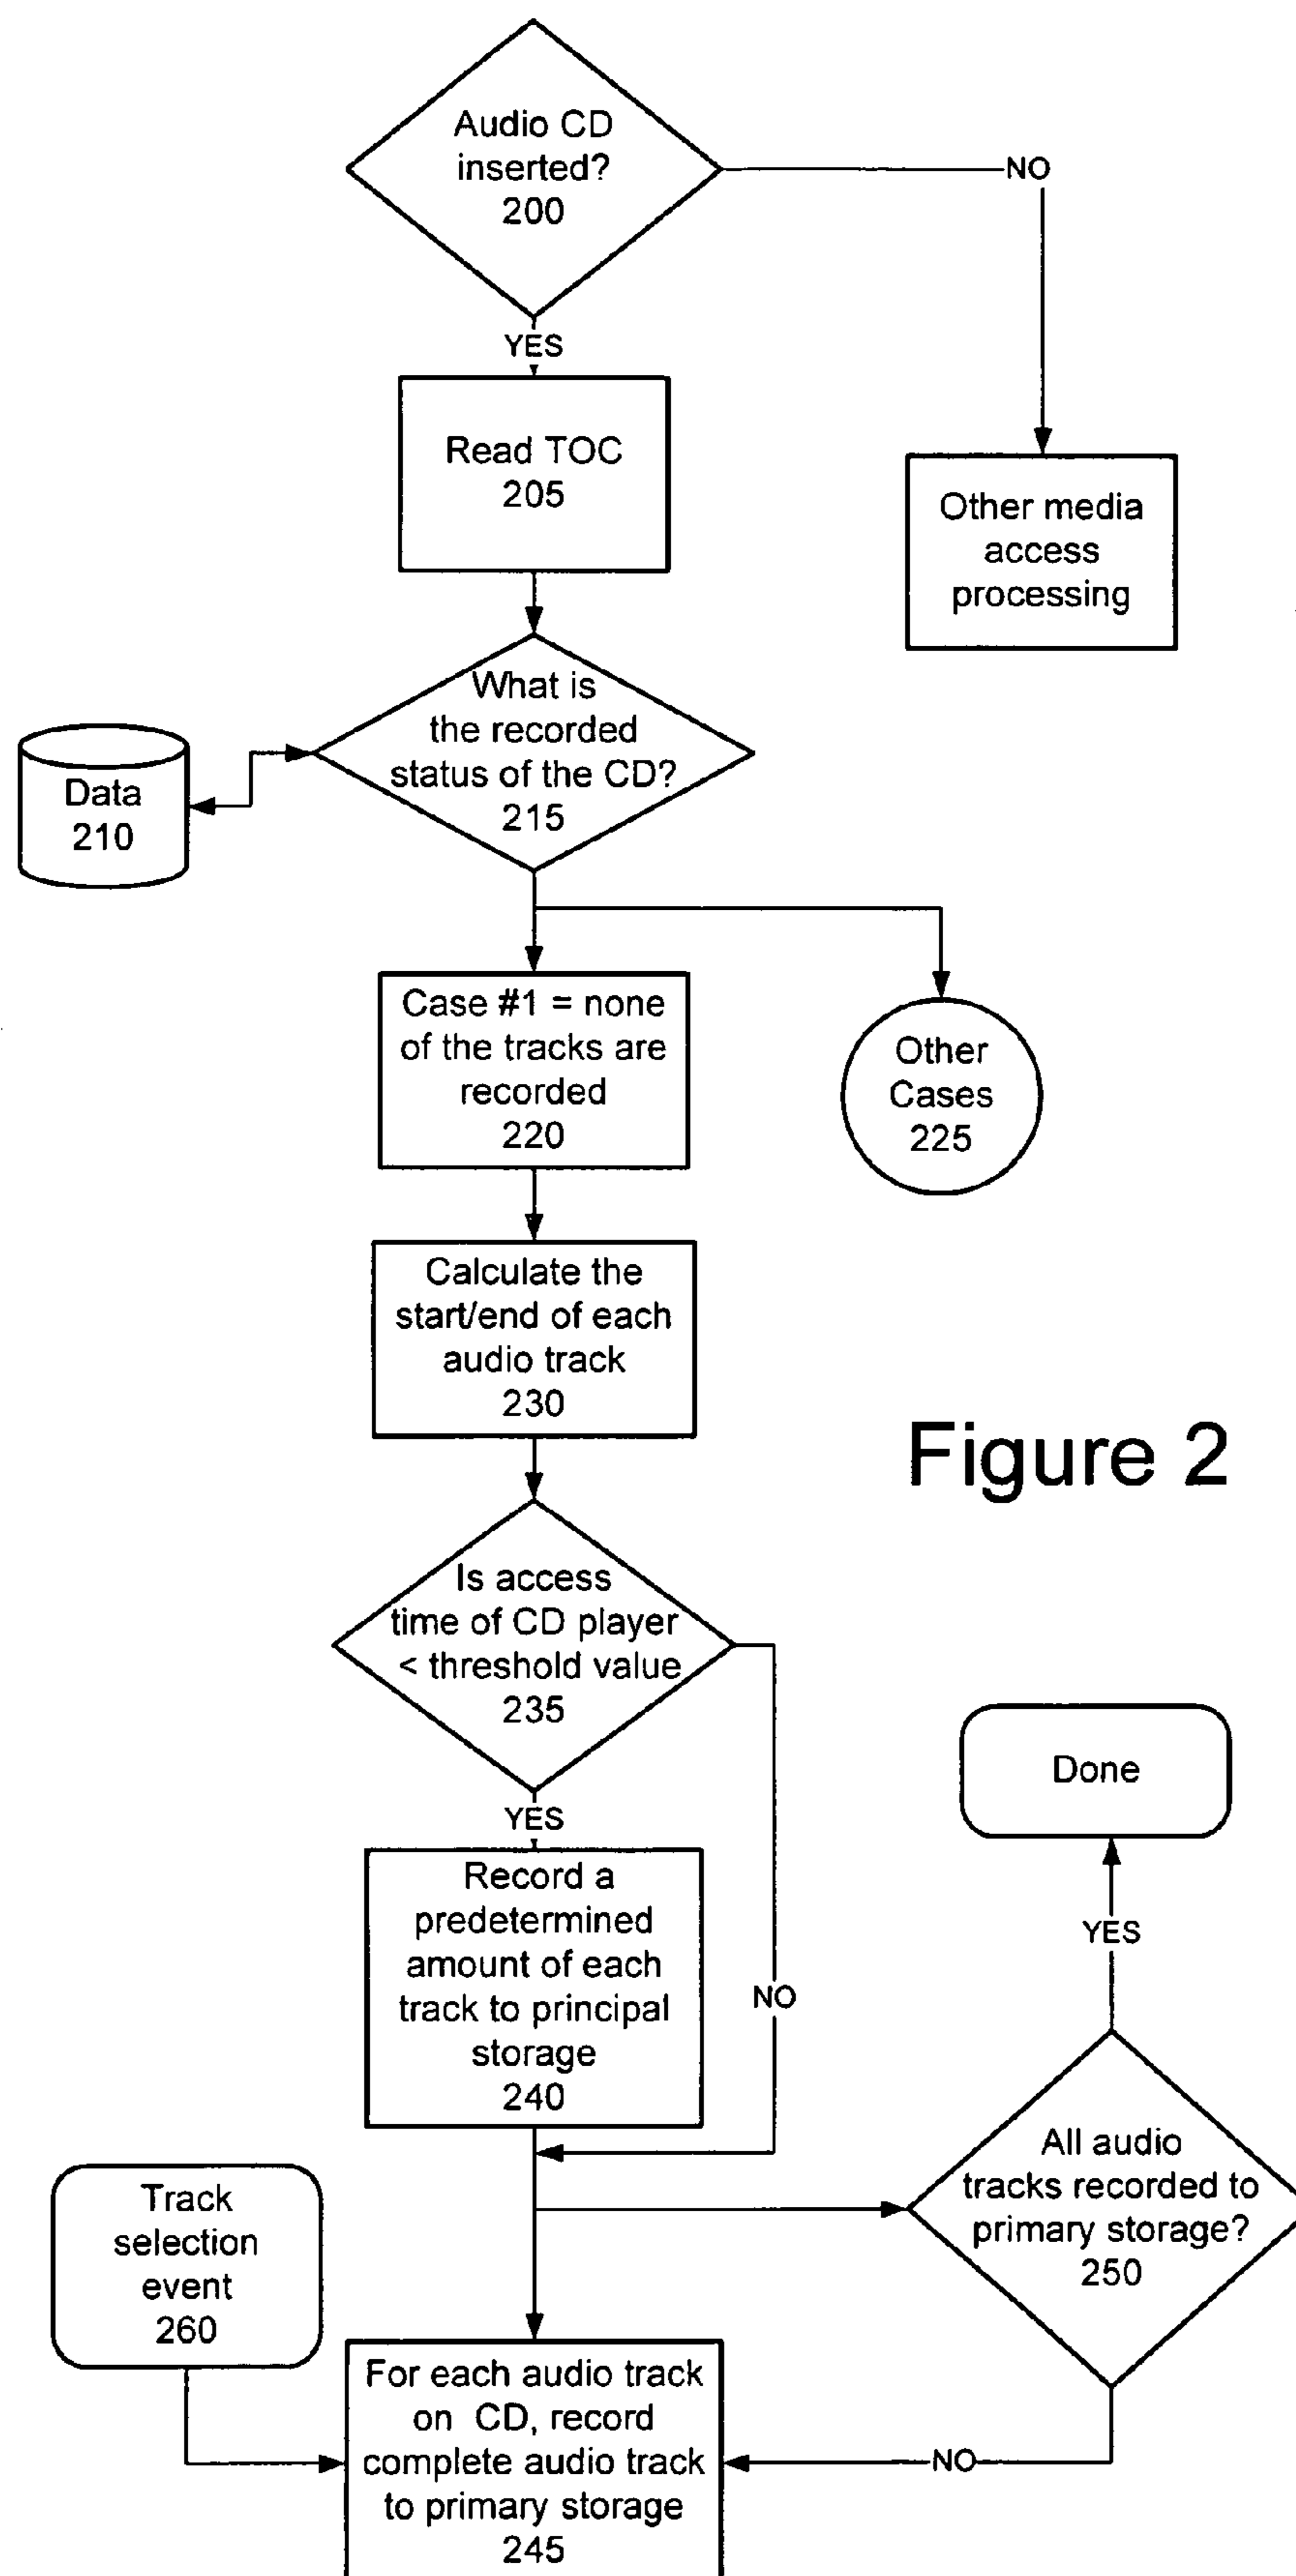 Audio CD
inserted?
200
NO
YES
Read TOC
205
Other media
access
processing
What is
the recorded
status of the CD?
215
Data
210
Case #1 = none
of the tracks are
recorded
220
Other
Cases
225
Calculate the
start/end of each
audio track
230
Figure 2
Is access
time of CD player
< threshold value
235
YES
NO
Record a
predetermined
amount of each
track to principal
storage
240
Done
YES
All audio
tracks recorded to
primary storage?
250
Track
selection
event
260
For each audio track
on CD, record
complete audio track
to primary storage
245
NO